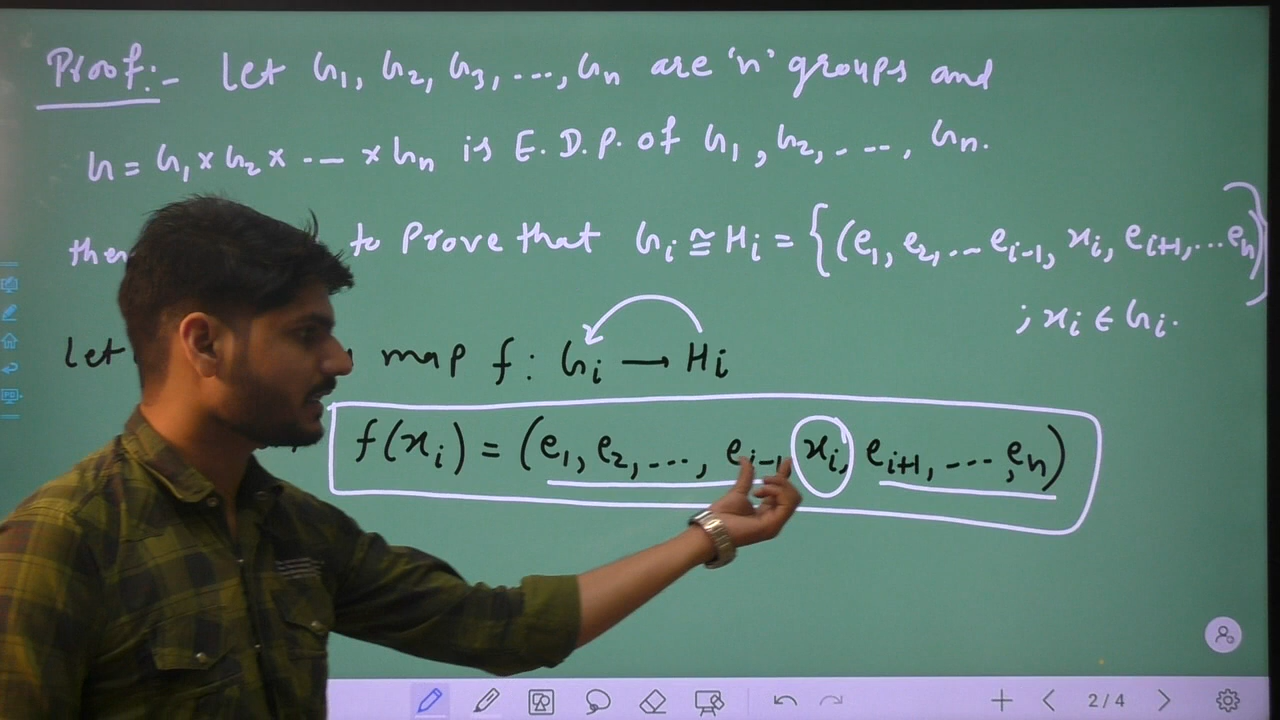 Proof:- Let G1, G2, G3, ..., Gn are 'n' groups and
G = G1 × G2 × --- × Gn is E.D.P. of G1, G2, ---, Gn.
then to prove that Gi ≅ Hi = {(e1, e2, -- ei-1, xi, ei+1, ... en)
; xi ∈ Gi.
Let map f: Gi → Hi
f(xi) = (e1, e2, ..., ei-1, xi, ei+1, --- , en)
2/4